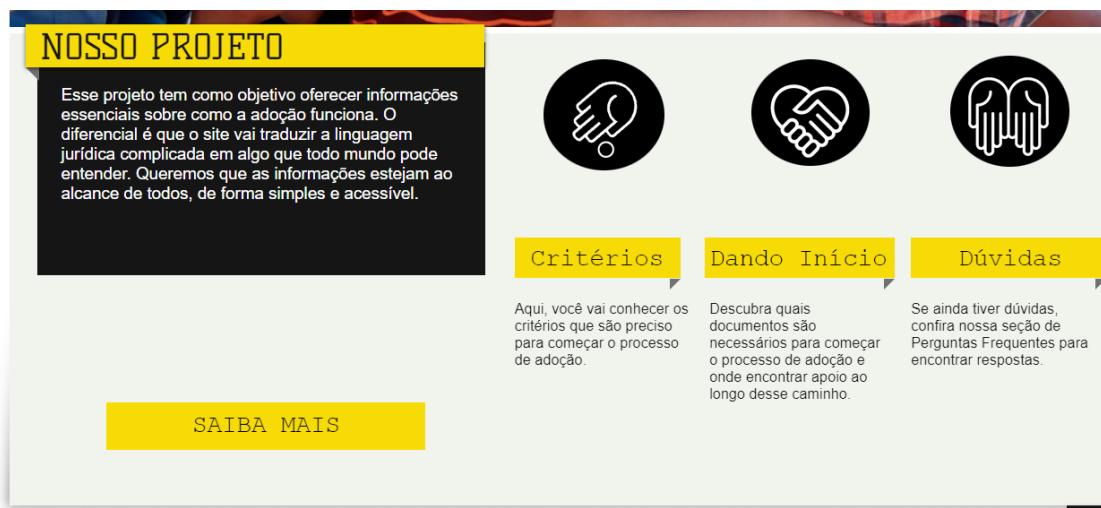 NOSSO PROJETO
Esse projeto tem como objetivo oferecer informações
essenciais sobre como a adoção funciona. O
diferencial é que o site vai traduzir a linguagem
jurídica complicada em algo que todo mundo pode
entender. Queremos que as informações estejam ao
alcance de todos, de forma simples e acessível.
SAIBA MAIS
Critérios
Aqui, você vai conhecer os
critérios que são preciso
para começar o processo
de adoção.
Dando Início
Descubra quais
documentos são
necessários para começar
o processo de adoção e
onde encontrar apoio ao
longo desse caminho.
Dúvidas
Se ainda tiver dúvidas,
confira nossa seção de
Perguntas Frequentes para
encontrar respostas.